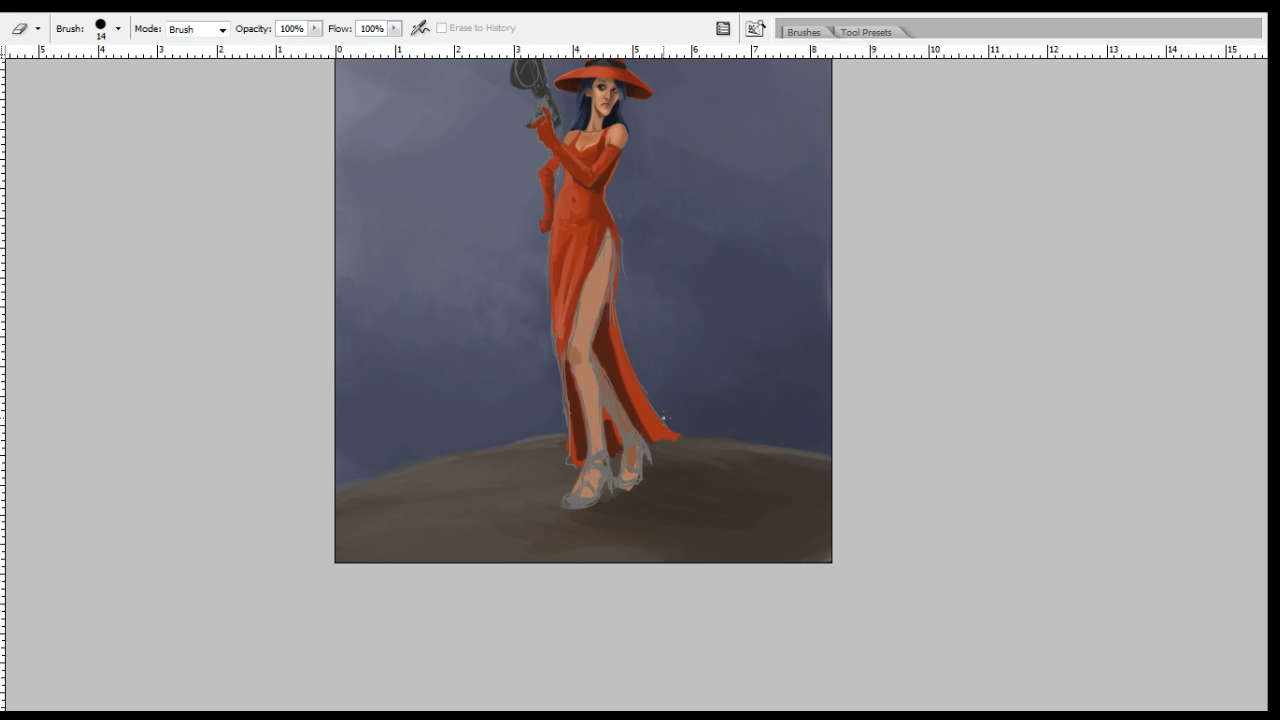 Brush: 14 Mode: Brush Opacity: 100% Flow: 100% Erase to History Brushes Tool Presets
5 4 3 2 1 0 1 2 3 4 5 6 7 8 9 10 11 12 13 14 15